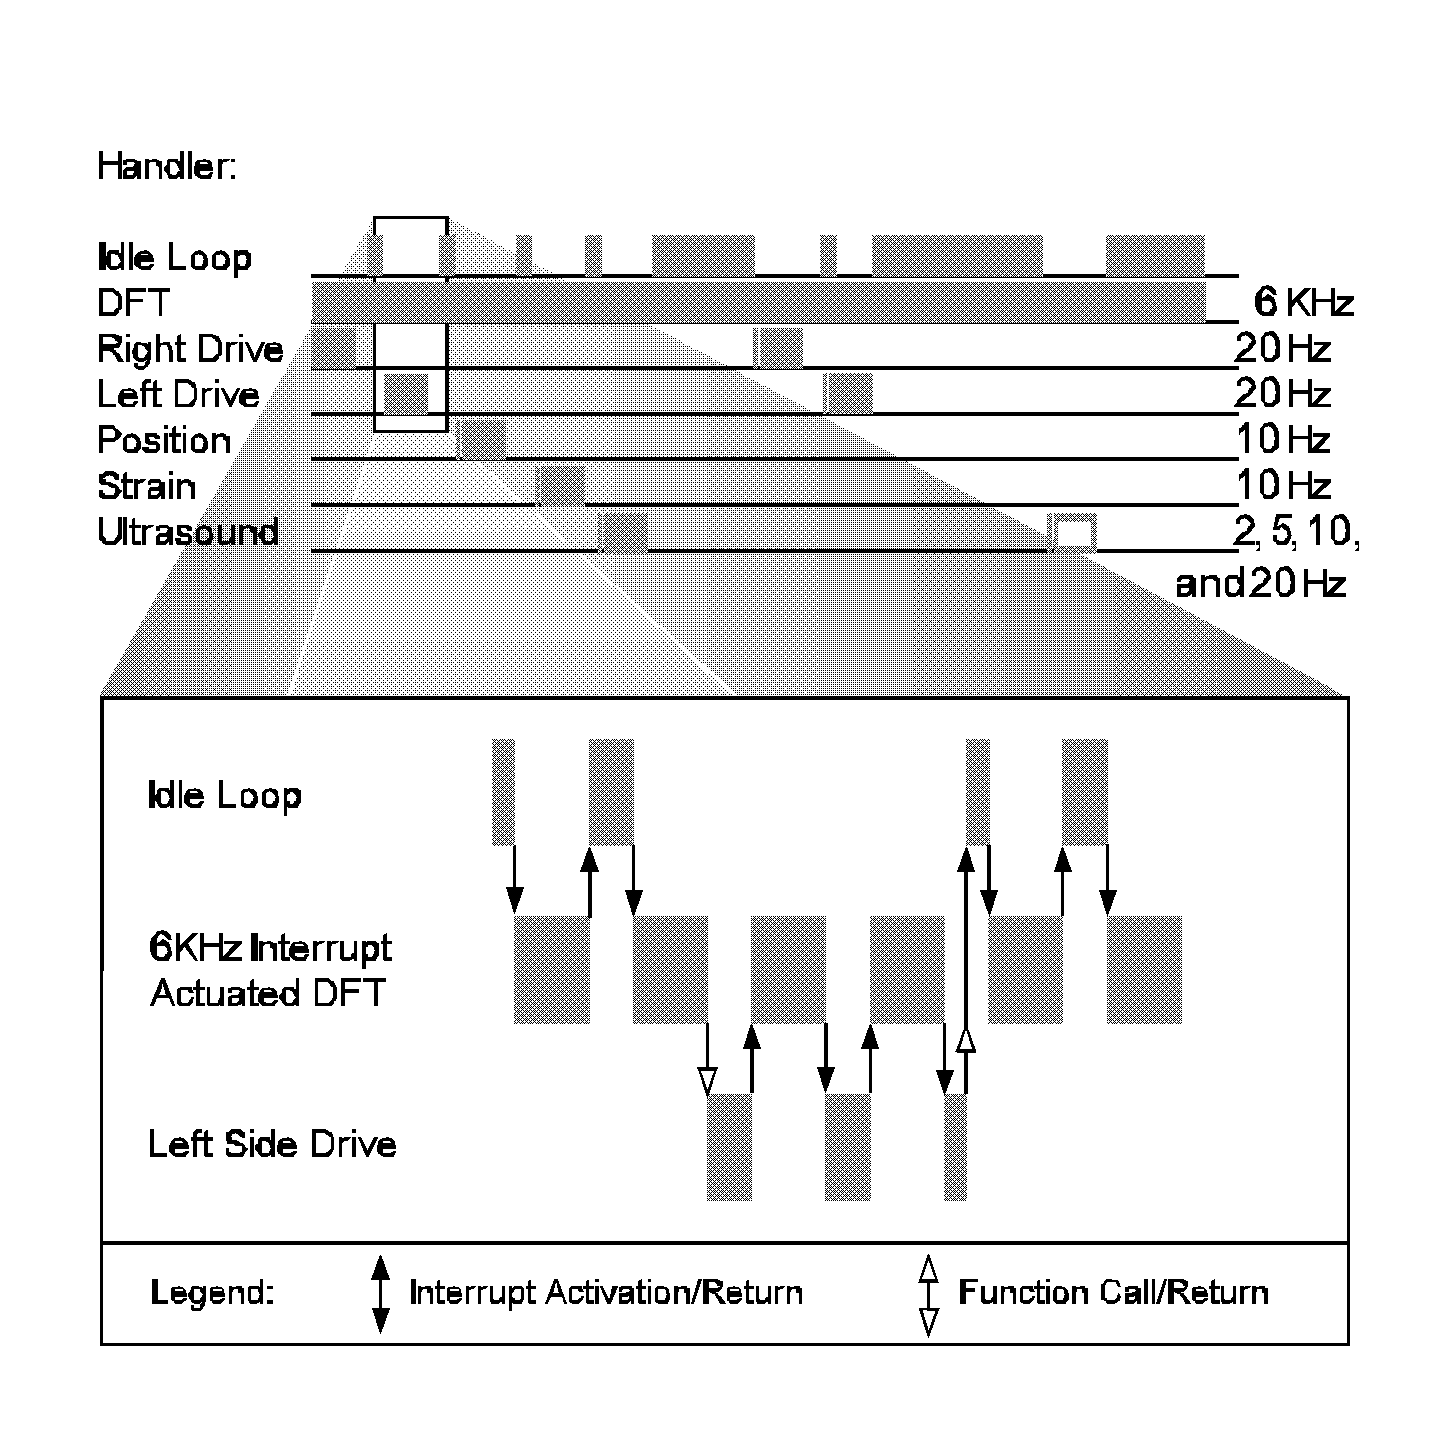 Handler:
Idle Loop
DFT 6 KHz
Right Drive 20 Hz
Left Drive 20 Hz
Position 10 Hz
Strain 10 Hz
Ultrasound 2, 5, 10,
and 20 Hz
Idle Loop
6KHz Interrupt
Actuated DFT
Left Side Drive
Legend: Interrupt Activation/Return Function Call/Return